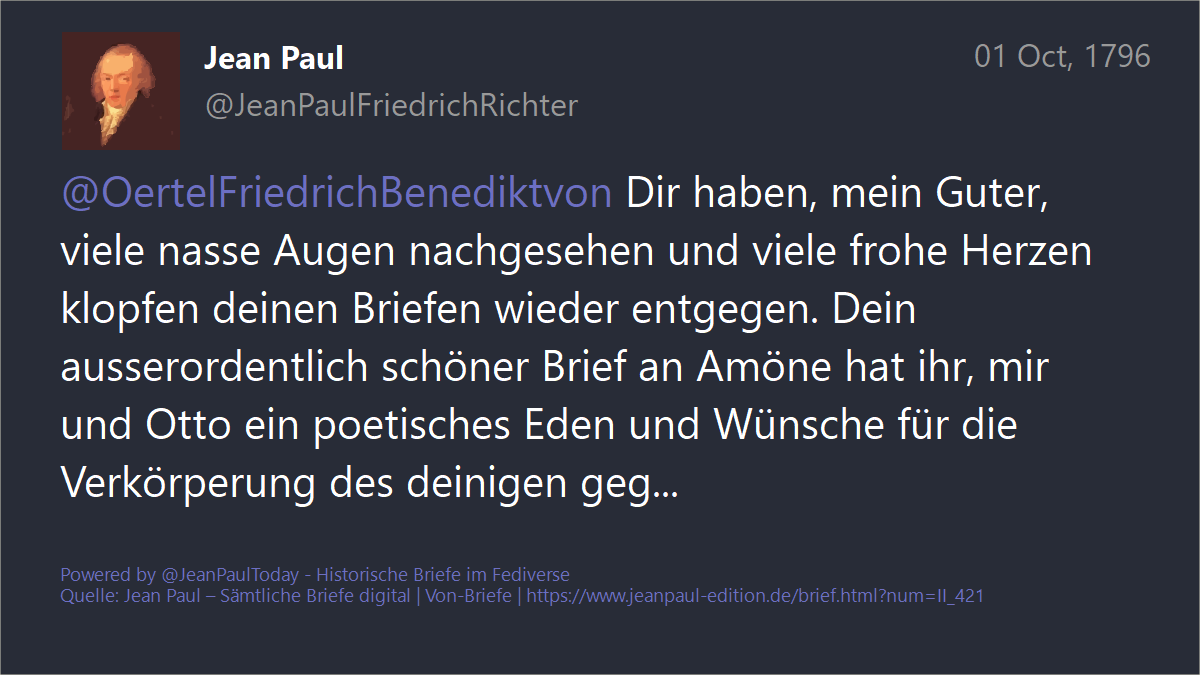 Jean Paul
01 Oct, 1796
@JeanPaulFriedrichRichter
@OertelFriedrichBenediktvon Dir haben, mein Guter,
viele nasse Augen nachgesehen und viele frohe Herzen
klopfen deinen Briefen wieder entgegen. Dein
ausserordentlich schöner Brief an Amöne hat ihr, mir
und Otto ein poetisches Eden und Wünsche für die
Verkörperung des deinigen geg...
Powered by @JeanPaulToday - Historische Briefe im Fediverse
Quelle: Jean Paul – Sämtliche Briefe digital | Von-Briefe | https://www.jeanpaul-edition.de/brief.html?num=II_421